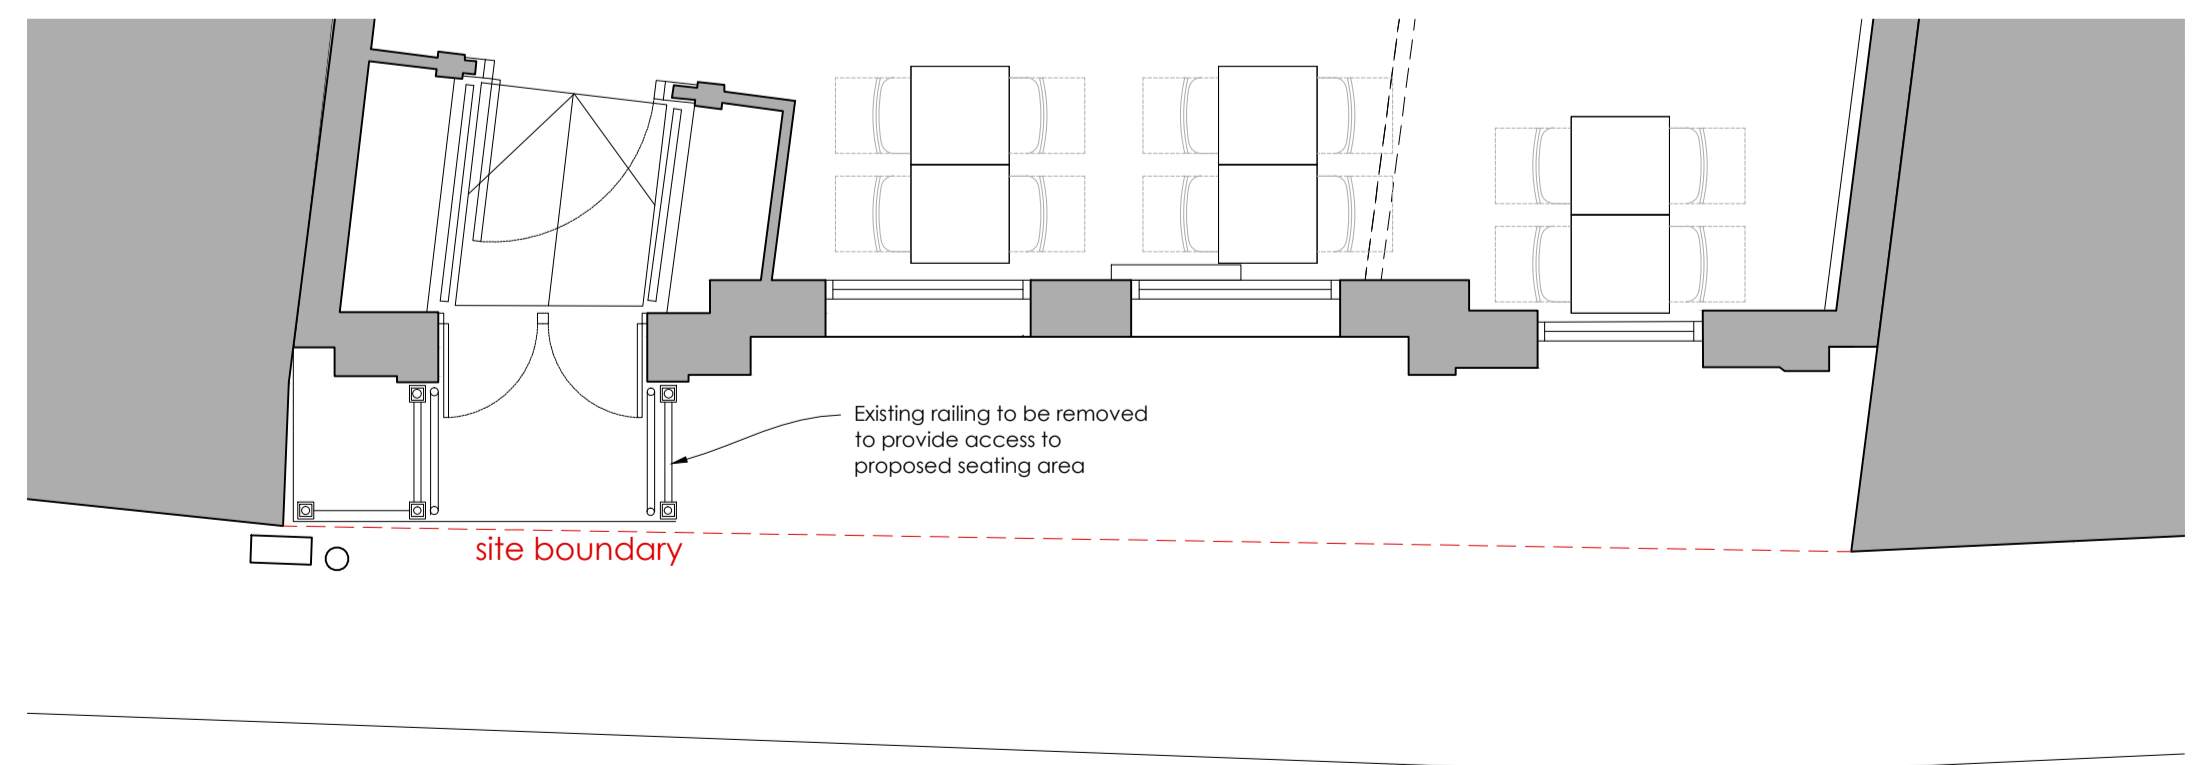 Existing railing to be removed
to provide access to
proposed seating area
site boundary